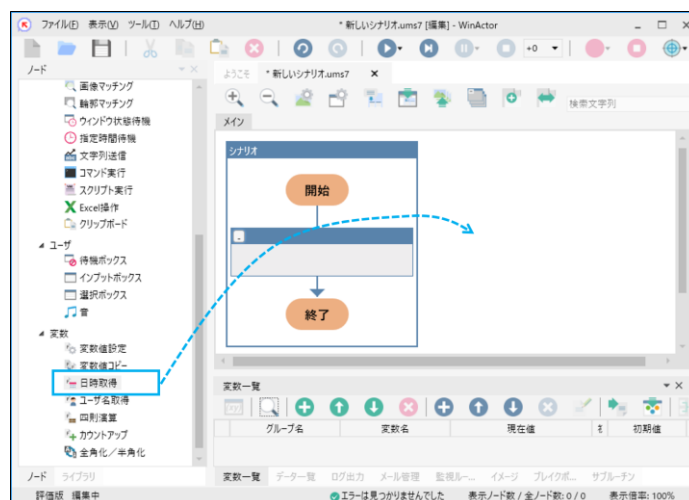 ファイル(F) 表示(V) ツール(T) ヘルプ(H)
* 新しいシナリオ.ums7 [編集] - WinActor
+0
ノード
ようこそ
* 新しいシナリオ.ums7
検索文字列
メイン
画像マッチング
輪郭マッチング
ウィンドウ状態待機
指定時間待機
文字列送信
コマンド実行
スクリプト実行
Excel操作
クリップボード
ユーザ
待機ボックス
インプットボックス
選択ボックス
音
変数
変数値設定
変数値コピー
日時取得
ユーザ名取得
四則演算
カウントアップ
全角化/半角化
シナリオ
開始
終了
変数一覧
グループ名 変数名 現在値 初期値
ノード ライブラリ
変数一覧 データ一覧 ログ出力 メール管理 監視ルー... イメージ ブレイクポ... サブルーチン
評価版 編集中
エラーは見つかりませんでした 表示ノード数 / 全ノード数: 0 / 0 表示倍率: 100%